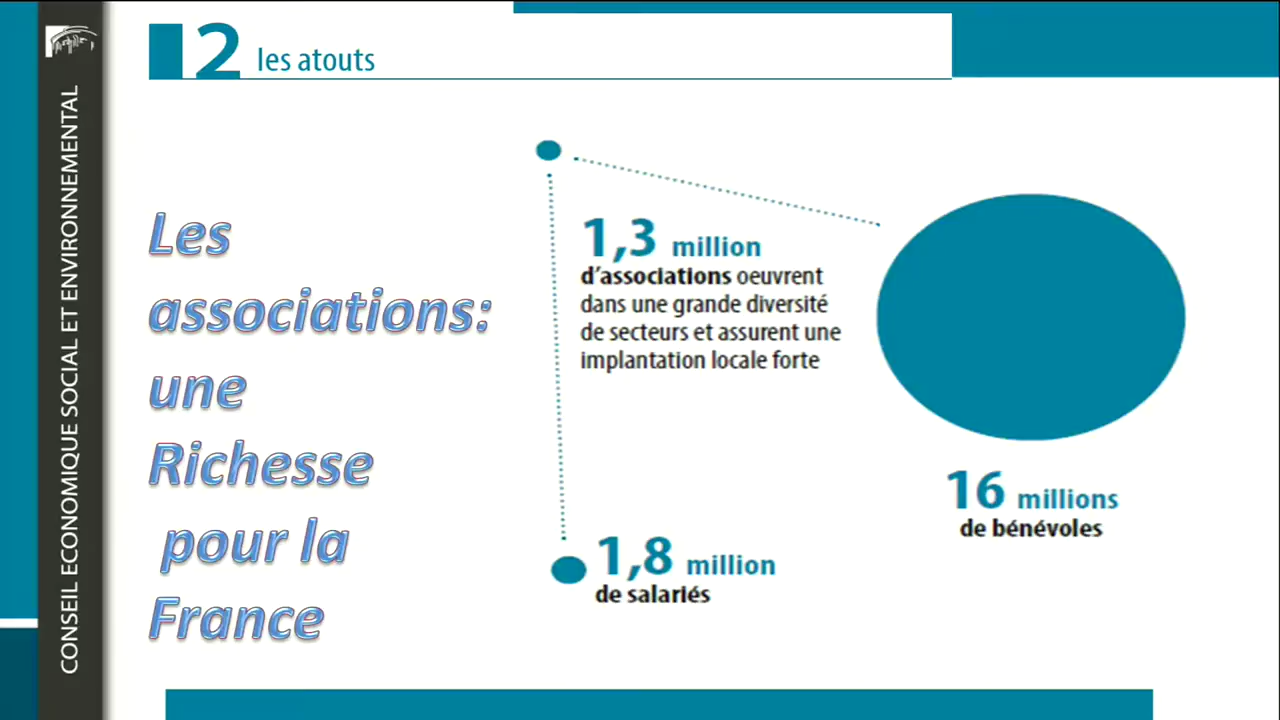 CONSEIL ECONOMIQUE SOCIAL ET ENVIRONNEMENTAL
2 les atouts
Les
associations:
une
Richesse
pour la
France
1,3 million
d'associations oeuvrent
dans une grande diversité
de secteurs et assurent une
implantation locale forte
16 millions
de bénévoles
1,8 million
de salariés